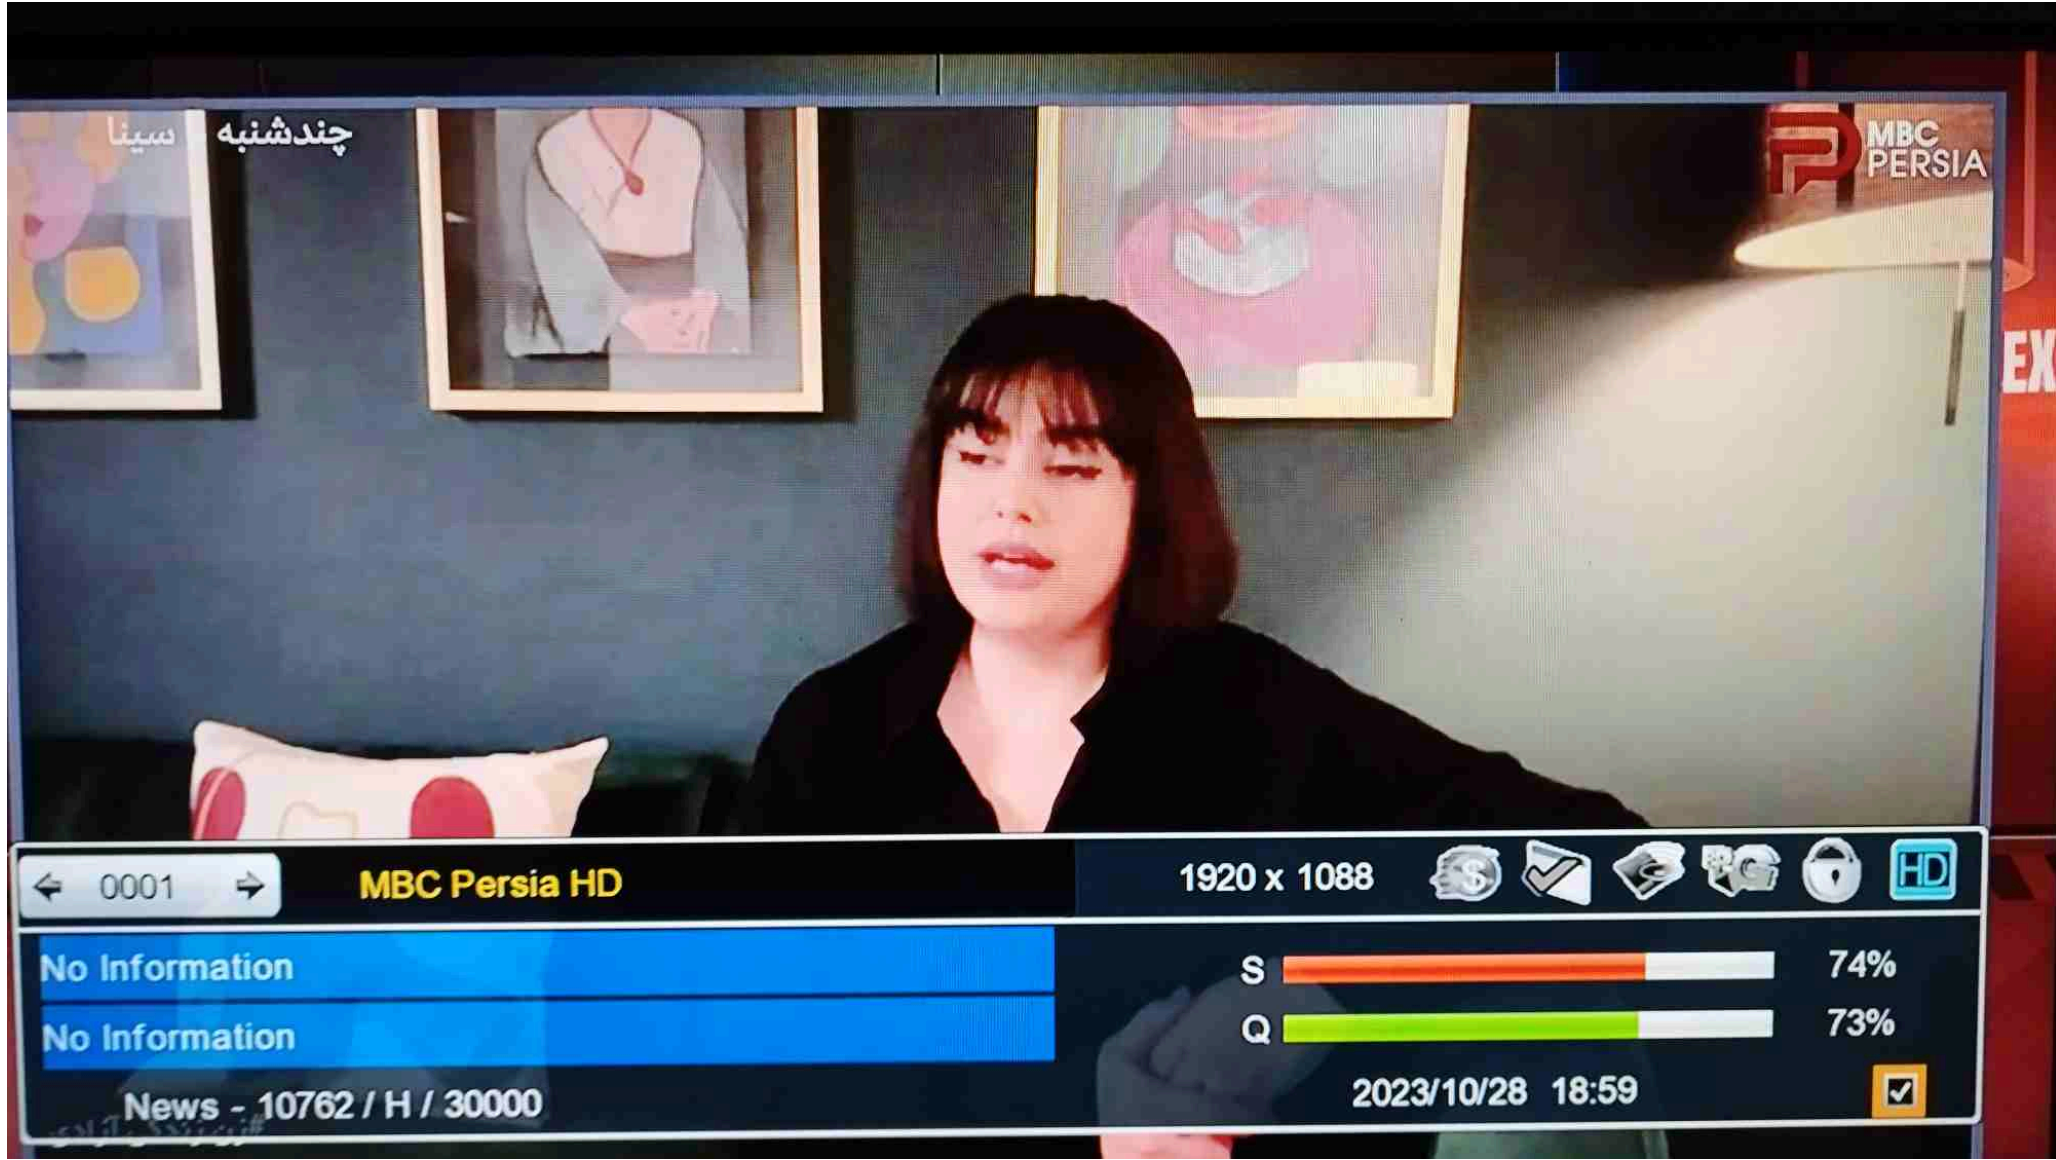 چندشنبه سینا
MBC
PERSIA
EX
0001
MBC Persia HD
1920 x 1088
HD
No Information
S
74%
No Information
Q
73%
News - 10762 / H / 30000
2023/10/28 18:59